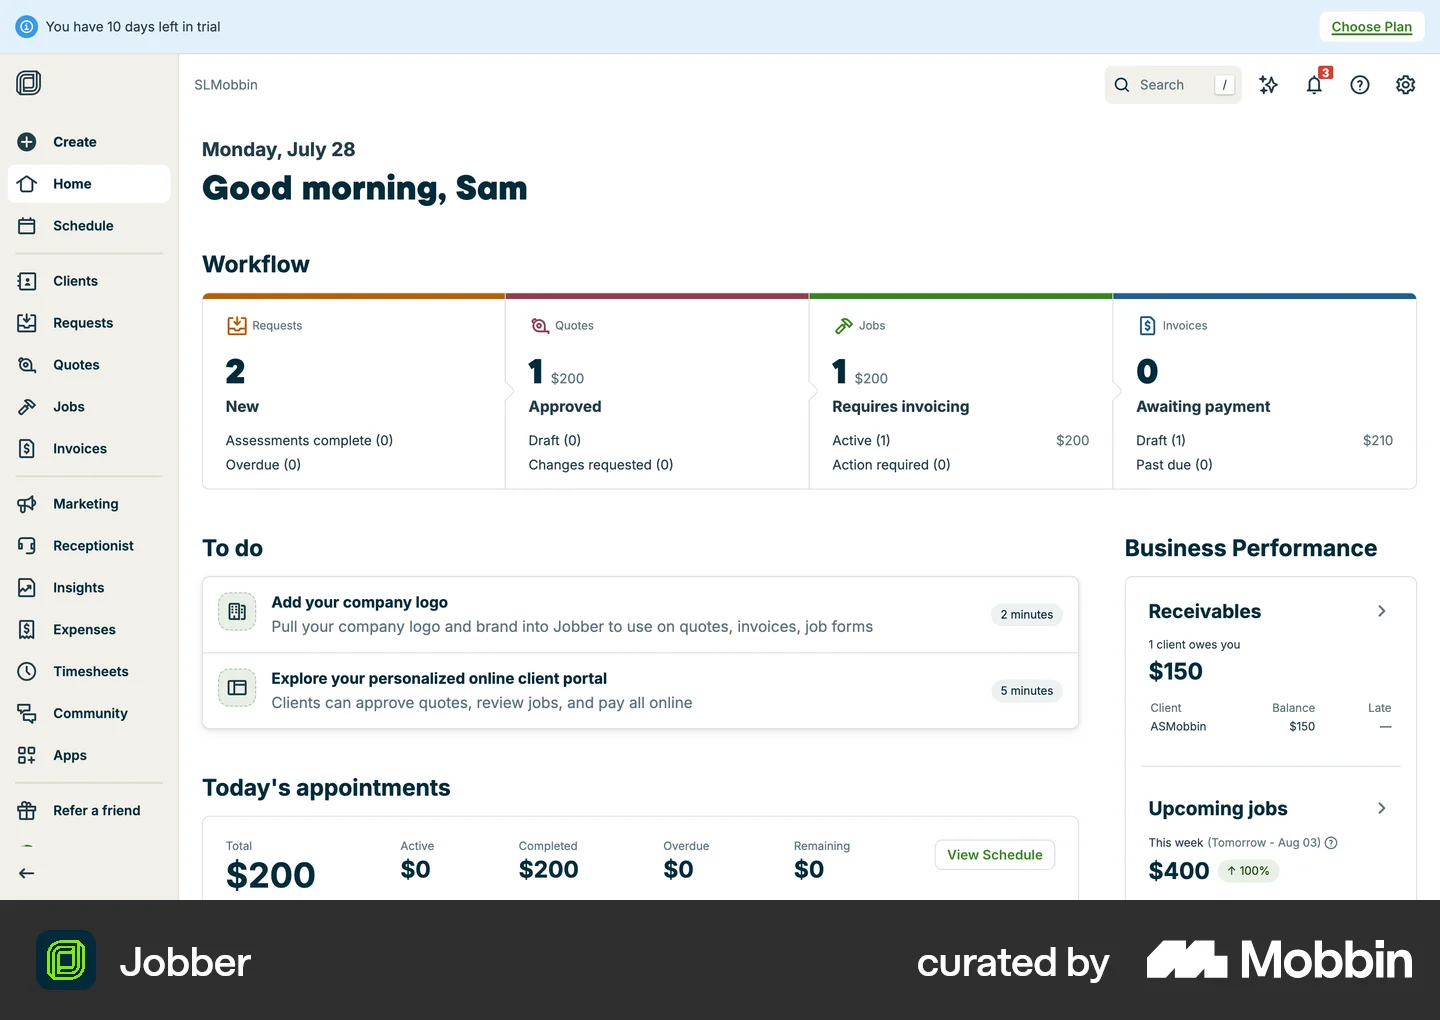 You have 10 days left in trial
Choose Plan
SLMobbin
Search /
3
Create
Home
Schedule
Clients
Requests
Quotes
Jobs
Invoices
Marketing
Receptionist
Insights
Expenses
Timesheets
Community
Apps
Refer a friend
Monday, July 28
Good morning, Sam
Workflow
Requests
2
New
Assessments complete (0)
Overdue (0)
Quotes
1 $200
Approved
Draft (0)
Changes requested (0)
Jobs
1 $200
Requires invoicing
Active (1) $200
Action required (0)
Invoices
0
Awaiting payment
Draft (1) $210
Past due (0)
To do
Add your company logo
Pull your company logo and brand into Jobber to use on quotes, invoices, job forms
2 minutes
Explore your personalized online client portal
Clients can approve quotes, review jobs, and pay all online
5 minutes
Today's appointments
Total
$200
Active
$0
Completed
$200
Overdue
$0
Remaining
$0
View Schedule
Business Performance
Receivables
1 client owes you
$150
Client Balance Late
ASMobbin $150 —
Upcoming jobs
This week (Tomorrow - Aug 03)
$400 ↑ 100%
Jobber
curated by Mobbin